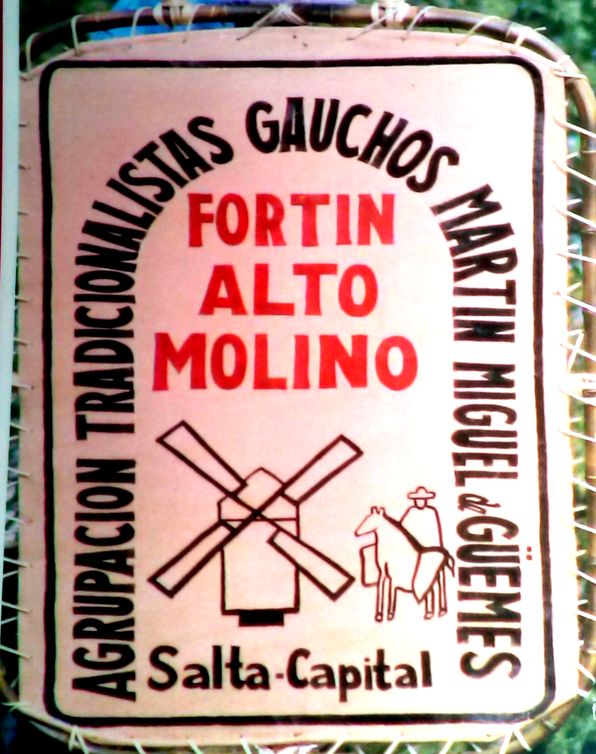 AGRUPACION TRADICIONALISTAS GAUCHOS MARTIN MIGUEL de GÜEMES
FORTIN
ALTO
MOLINO
Salta-Capital